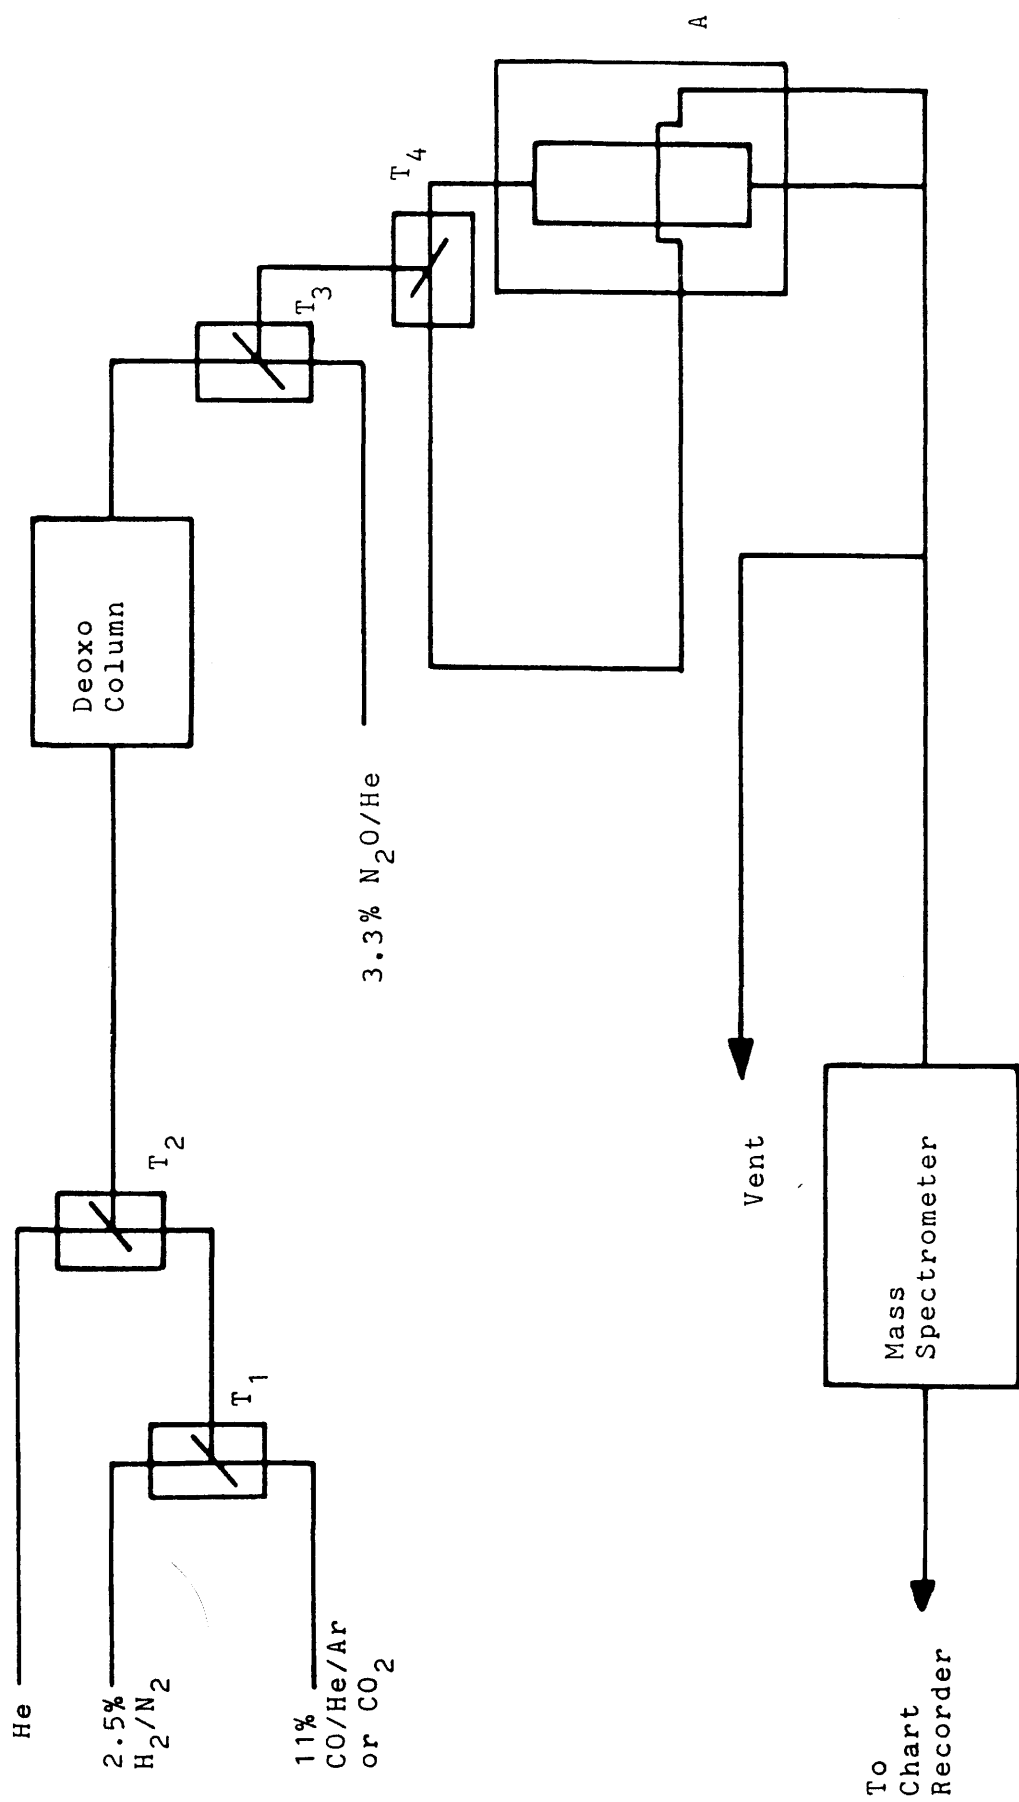 He
2.5%
H2/N2
11%
CO/He/Ar
or CO2
T1
T2
Deoxo
Column
T3
3.3% N2O/He
T4
A
Vent
Mass
Spectrometer
To
Chart
Recorder